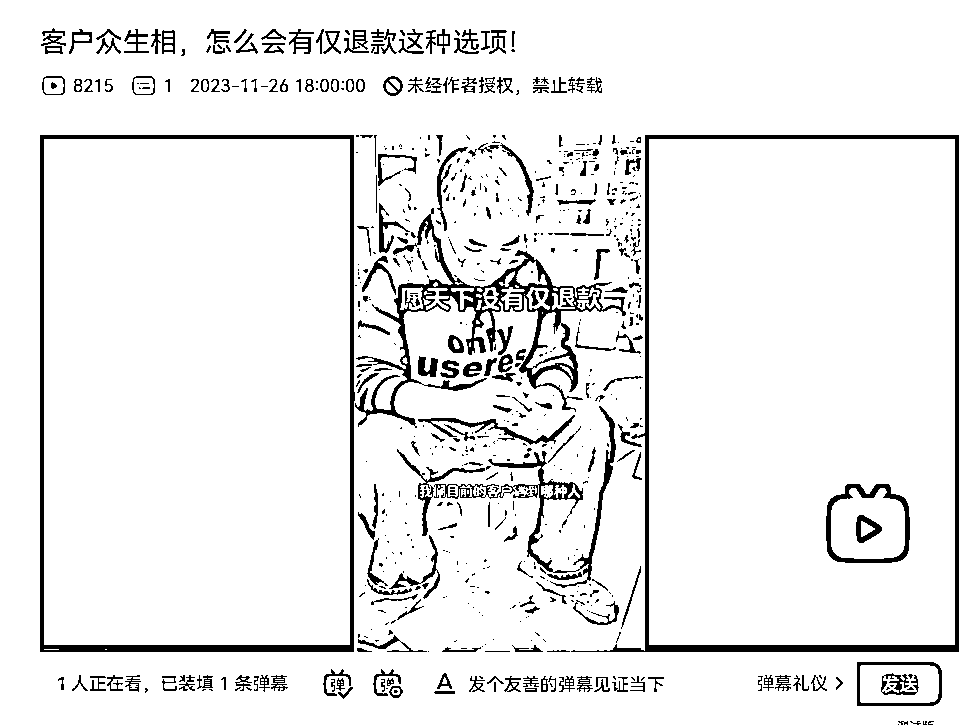 客户众生相，怎么会有仅退款这种选项！
8215 1 2023-11-26 18:00:00 未经作者授权，禁止转载
愿天下没有仅退款
only
useres
我们目前的客户遇到哪种人
1 人正在看，已装填 1 条弹幕 弹 弹 A 发个友善的弹幕见证当下 弹幕礼仪 > 发送